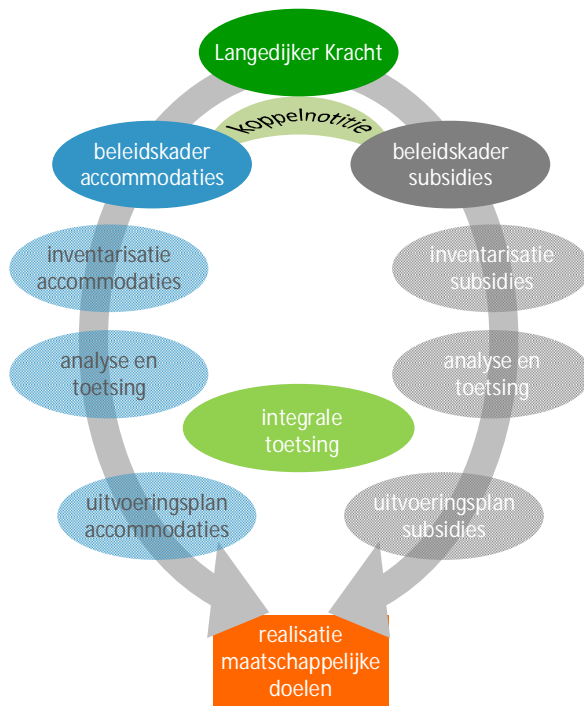 Langedijker Kracht
koppelnotitie
beleidskader
accommodaties
beleidskader
subsidies
inventarisatie
accommodaties
inventarisatie
subsidies
analyse en
toetsing
analyse en
toetsing
integrale
toetsing
uitvoeringsplan
accommodaties
uitvoeringsplan
subsidies
realisatie
maatschappelijke
doelen